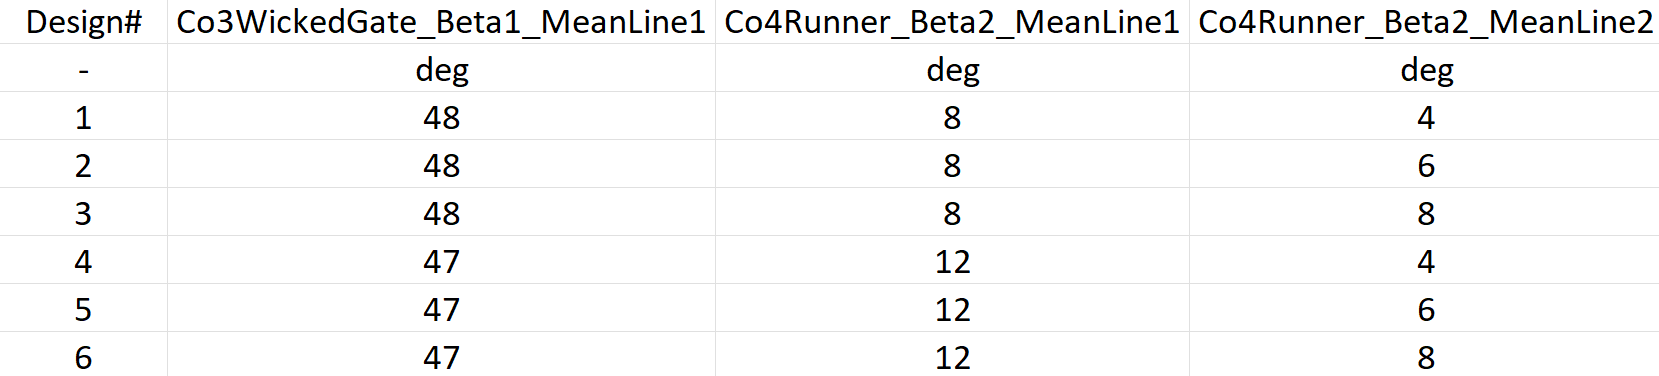 Design# Co3WickedGate_Beta1_MeanLine1 Co4Runner_Beta2_MeanLine1 Co4Runner_Beta2_MeanLine2
- deg deg deg
1 48 8 4
2 48 8 6
3 48 8 8
4 47 12 4
5 47 12 6
6 47 12 8